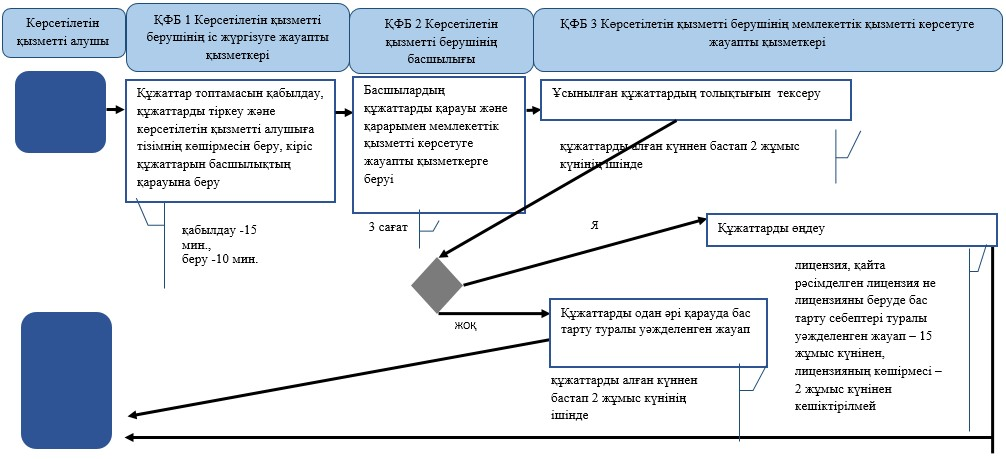 Көрсетілетін
қызметті алушы
ҚФБ 1 Көрсетілетін қызметті
берушінің іс жүргізуге жауапты
қызметкері
ҚФБ 2 Көрсетілетін
қызметті берушінің
басшылығы
ҚФБ 3 Көрсетілетін қызметті берушінің мемлекеттік қызметті көрсетуге
жауапты қызметкері
Құжаттар топтамасын қабылдау,
құжаттарды тіркеу және
көрсетілетін қызметті алушыға
тізімнің көшірмесін беру, кіріс
құжаттарын басшылықтың
қарауына беру
Басшылардың
құжаттарды қарауы және
қарарымен мемлекеттік
қызметті көрсетуге
жауапты қызметкерге
беруі
Ұсынылған құжаттардың толықтығын тексеру
құжаттарды алған күннен бастап 2 жұмыс
күнінің ішінде
қабылдау -15
мин.,
беру -10 мин.
3 сағат
Я
Құжаттарды өңдеу
лицензия, қайта
рәсімделген лицензия не
лицензияны беруде бас
тарту себептері туралы
уәжделенген жауап – 15
жұмыс күнінен,
лицензияның көшірмесі –
2 жұмыс күнінен
кешіктірілмей
жоқ
Құжаттарды одан әрі қарауда бас
тарту туралы уәжделенген жауап
құжаттарды алған күннен
бастап 2 жұмыс күнінің
ішінде